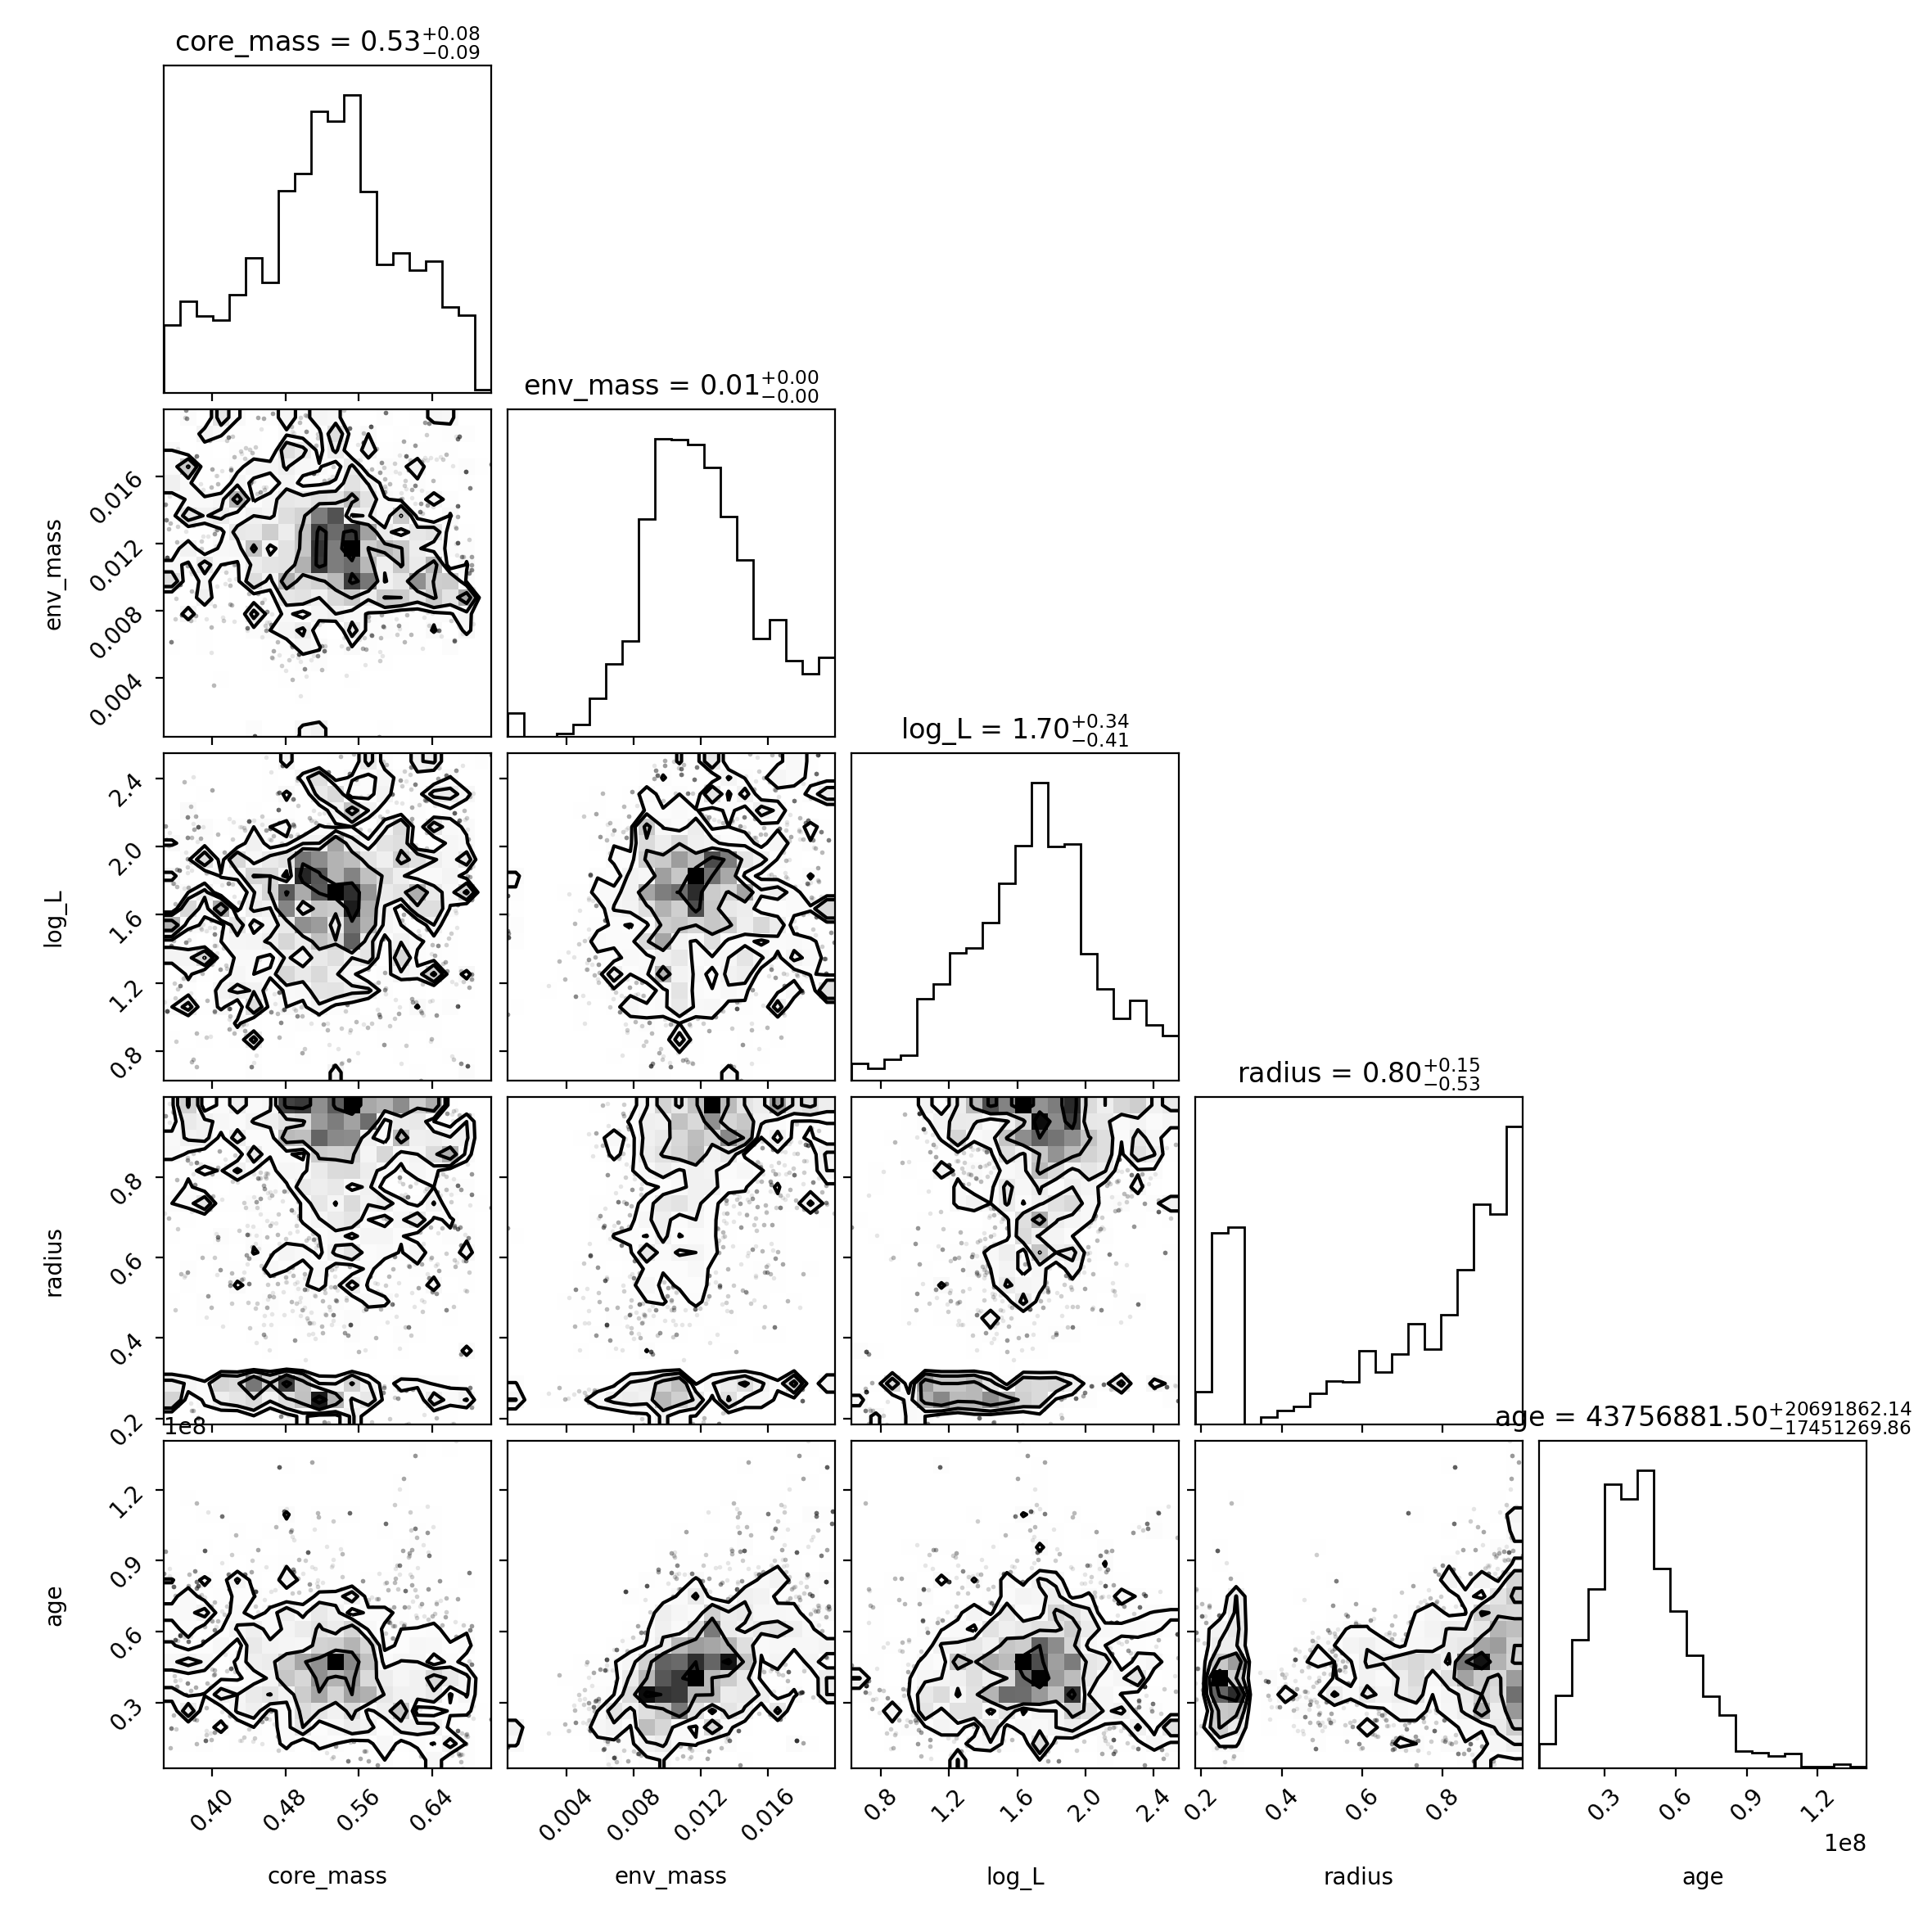 core_mass = 0.53+0.08−0.09
env_mass = 0.01+0.00−0.00
0.016
0.012
0.008
0.004
env_mass
log_L = 1.70+0.34−0.41
2.4
2.0
1.6
1.2
0.8
log_L
radius = 0.80+0.15−0.53
0.8
0.6
0.4
0.2
radius
1e8
age = 43756881.50+20691862.14−17451269.86
1.2
0.9
0.6
0.3
age
0.40 0.48 0.56 0.64
0.004 0.008 0.012 0.016
0.8 1.2 1.6 2.0 2.4
0.2 0.4 0.6 0.8
0.3 0.6 0.9 1.2
1e8
core_mass env_mass log_L radius age